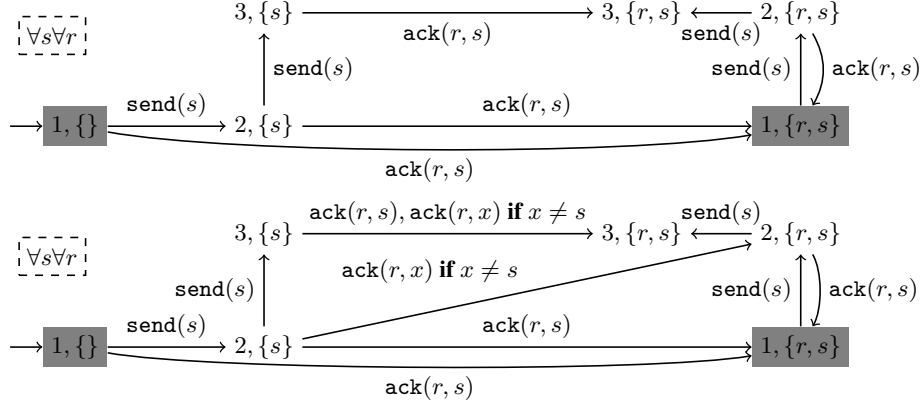 3, {s} 3, {r, s} 2, {r, s}
∀s∀r
ack(r, s) send(s)
send(s) send(s) ack(r, s)
send(s) ack(r, s)
1, {} 2, {s} 1, {r, s}
ack(r, s)
ack(r, s), ack(r, x) if x ≠ s send(s)
3, {s} 3, {r, s} 2, {r, s}
∀s∀r
ack(r, x) if x ≠ s
send(s) send(s) ack(r, s)
send(s) ack(r, s)
1, {} 2, {s} 1, {r, s}
ack(r, s)